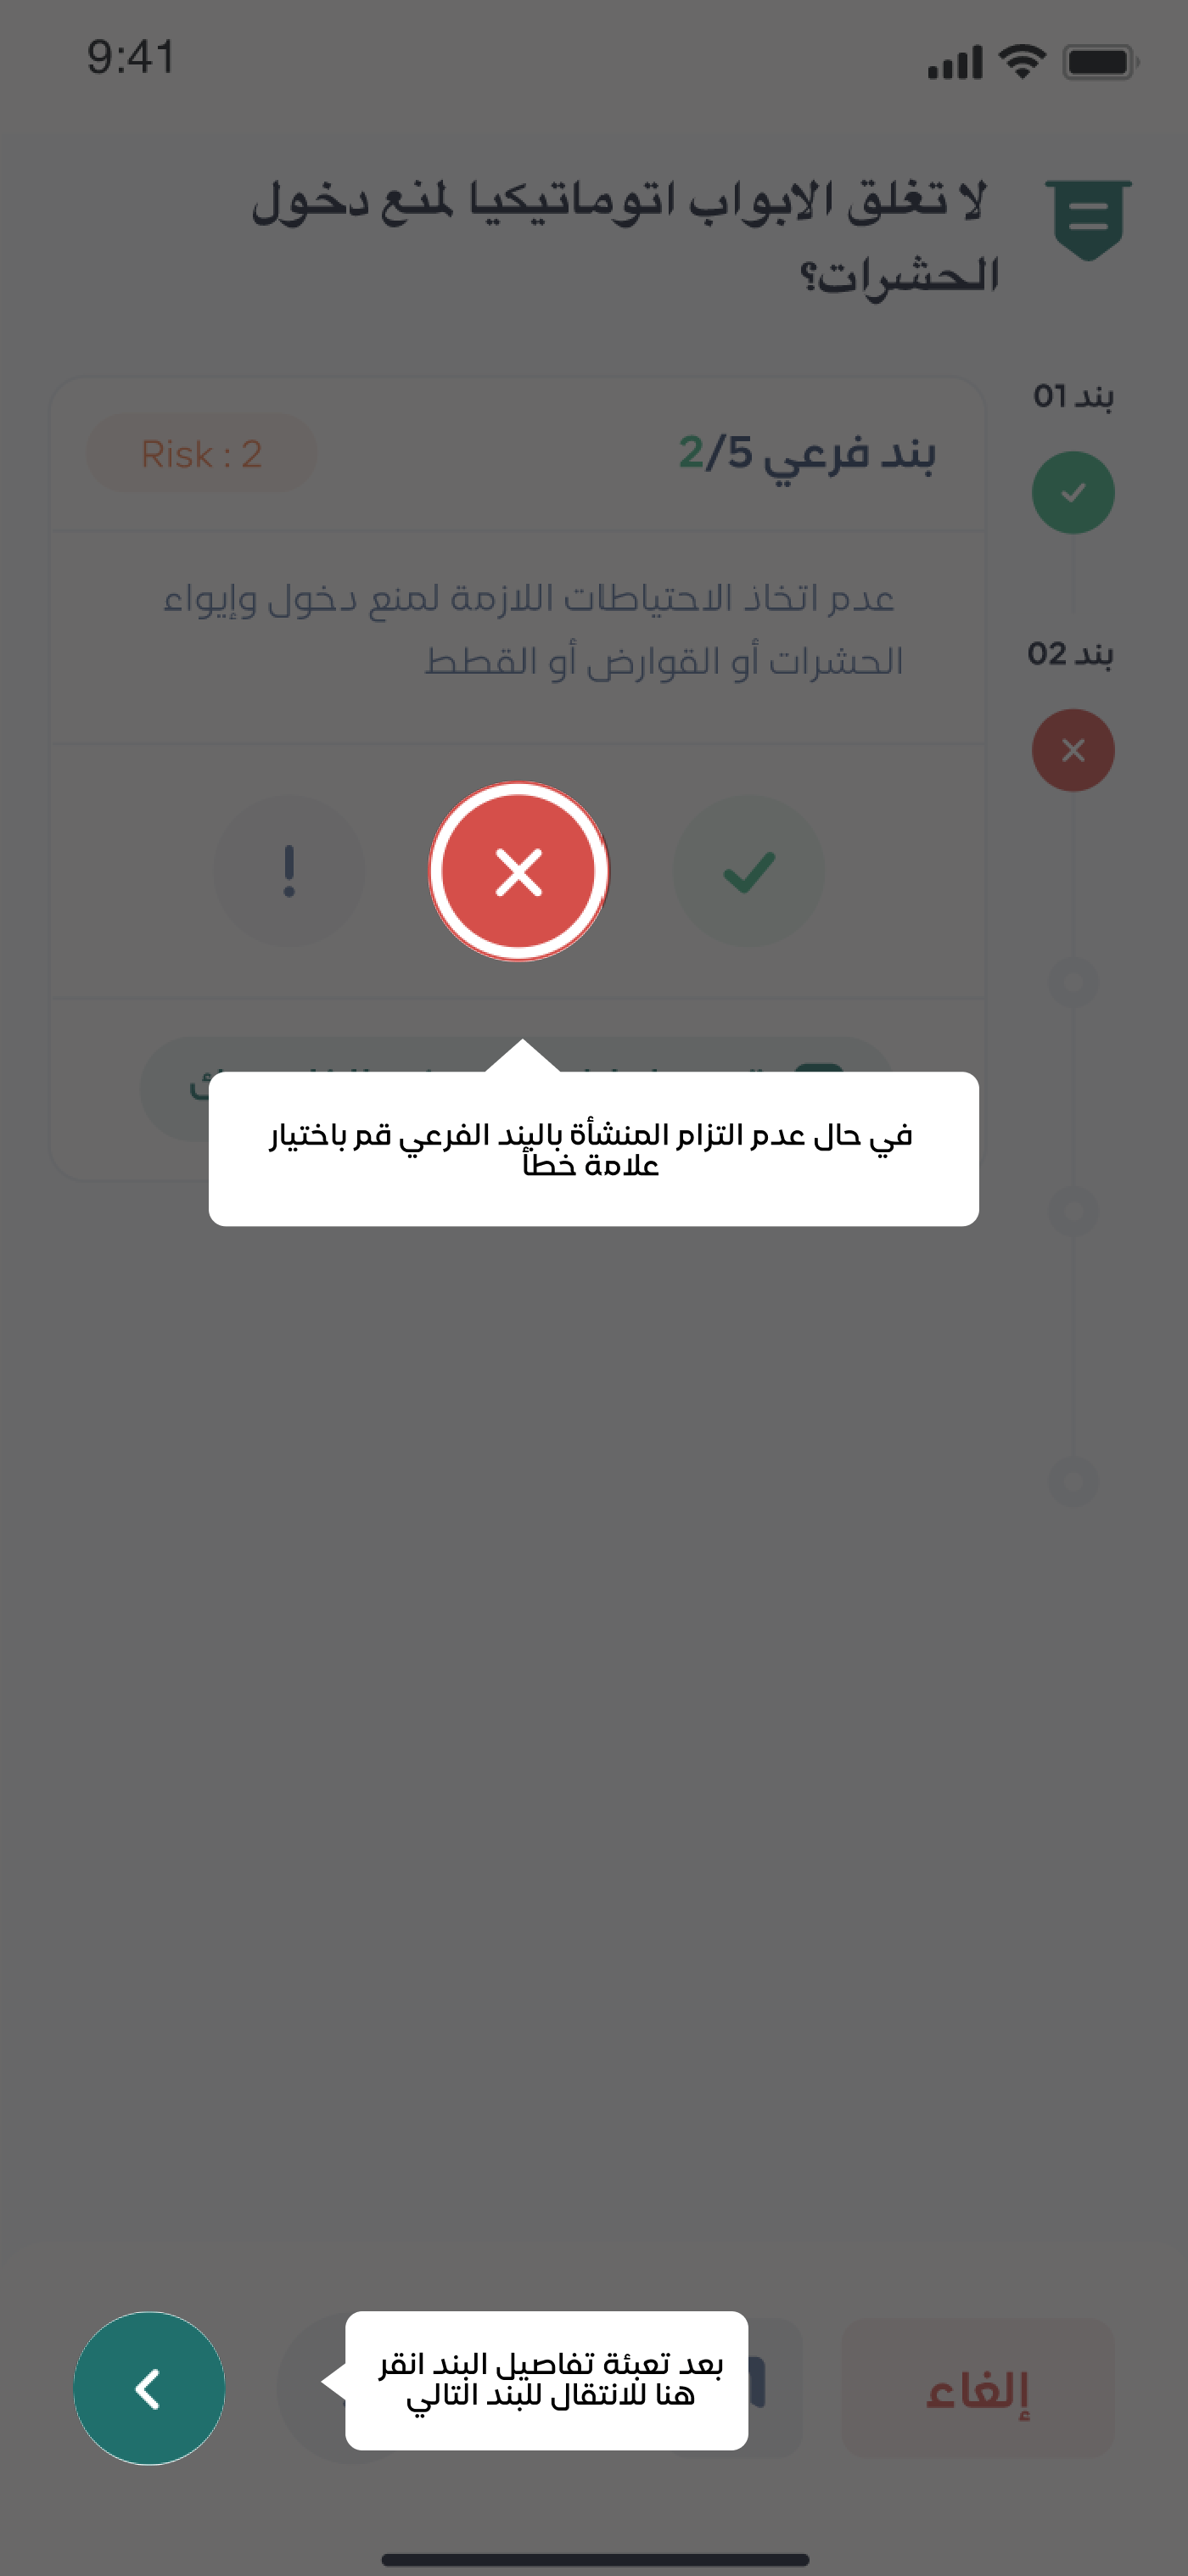 9:41
لا تغلق الابواب اتوماتيكيا لمنع دخول
الحشرات؟
بند 01
بند فرعي 2/5
Risk : 2
عدم اتخاذ الاحتياطات اللازمة لمنع دخول وإيواء
الحشرات أو القوارض أو القطط
بند 02
في حال عدم التزام المنشأة بالبند الفرعي قم باختيار
علامة خطأ
إلغاء
بعد تعبئة تفاصيل البند انقر
هنا للانتقال للبند التالي